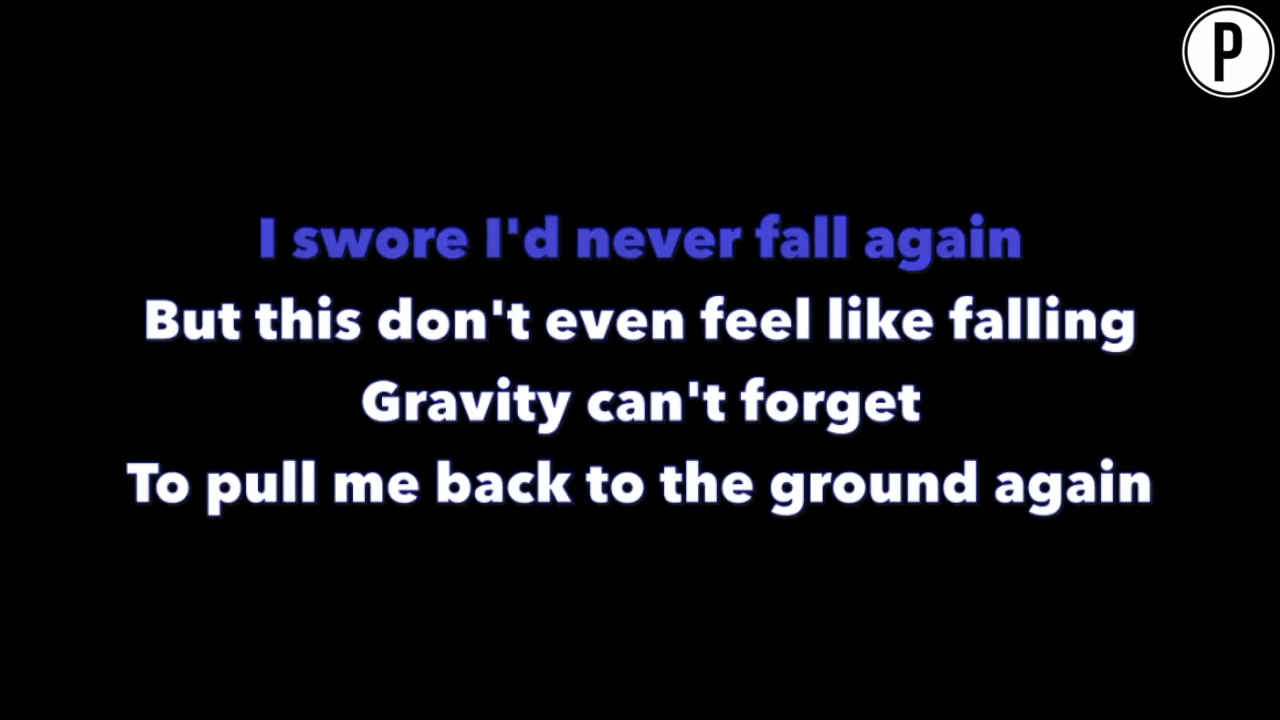 P
I swore I'd never fall again
But this don't even feel like falling
Gravity can't forget
To pull me back to the ground again